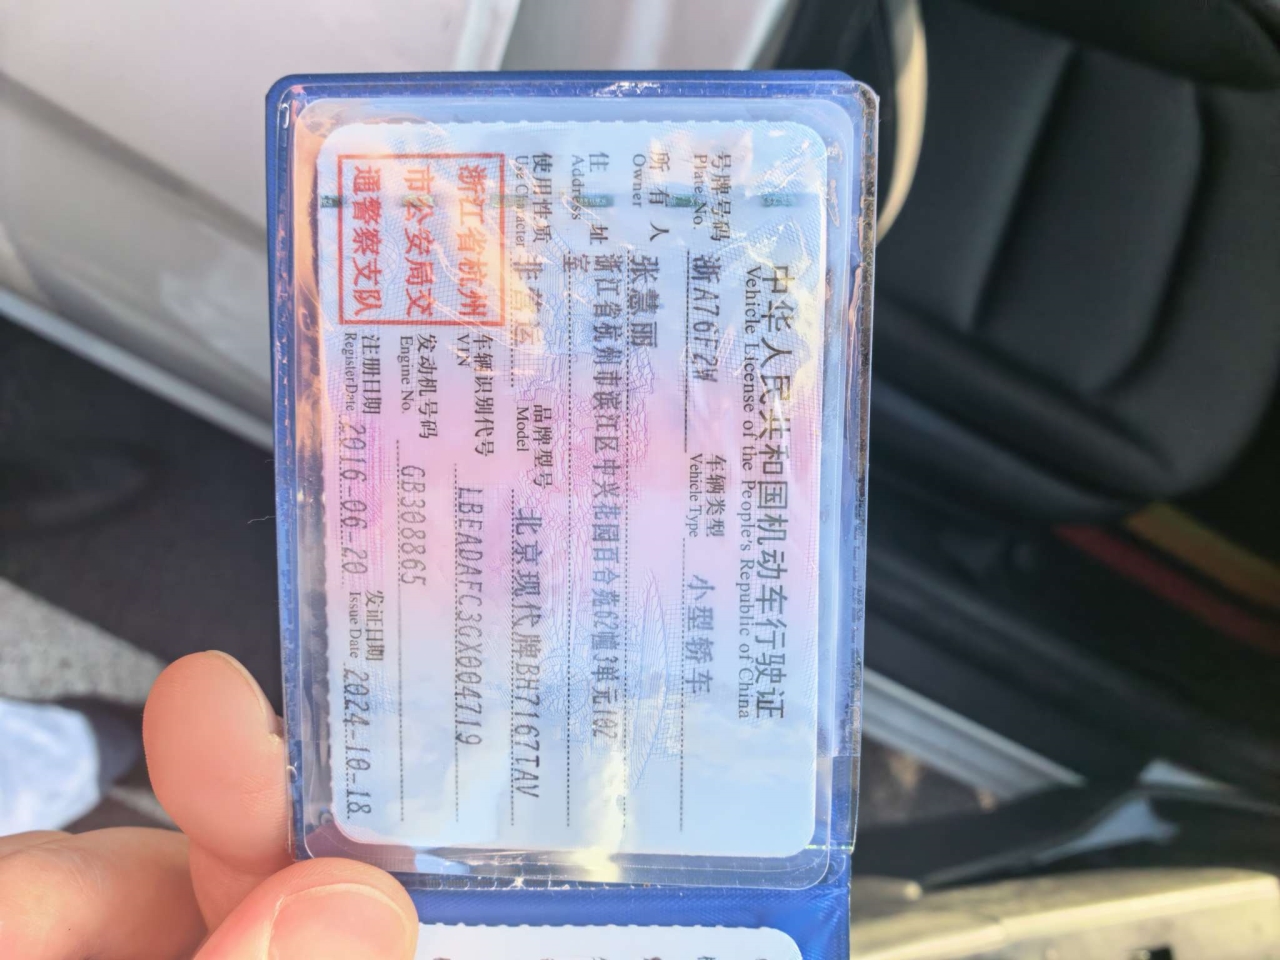 中华人民共和国机动车行驶证
Vehicle License of the People's Republic of China
号牌号码 浙A76F2W 车辆类型 小型轿车
Plate No. Vehicle Type
所有人 张慧丽
Owner
住址 浙江省杭州市滨江区中兴花园百合苑62幢3单元102
Address 室
使用性质 非营运 品牌型号 北京现代牌BH7167TAV
Use Character Model
浙江省杭州
市公安局交
通警察支队
车辆识别代号 LBEADAFC3GX004719
VIN
发动机号码 GB308865
Engine No.
注册日期 2016-06-20 发证日期 2024-10-18
Register Date Issue Date